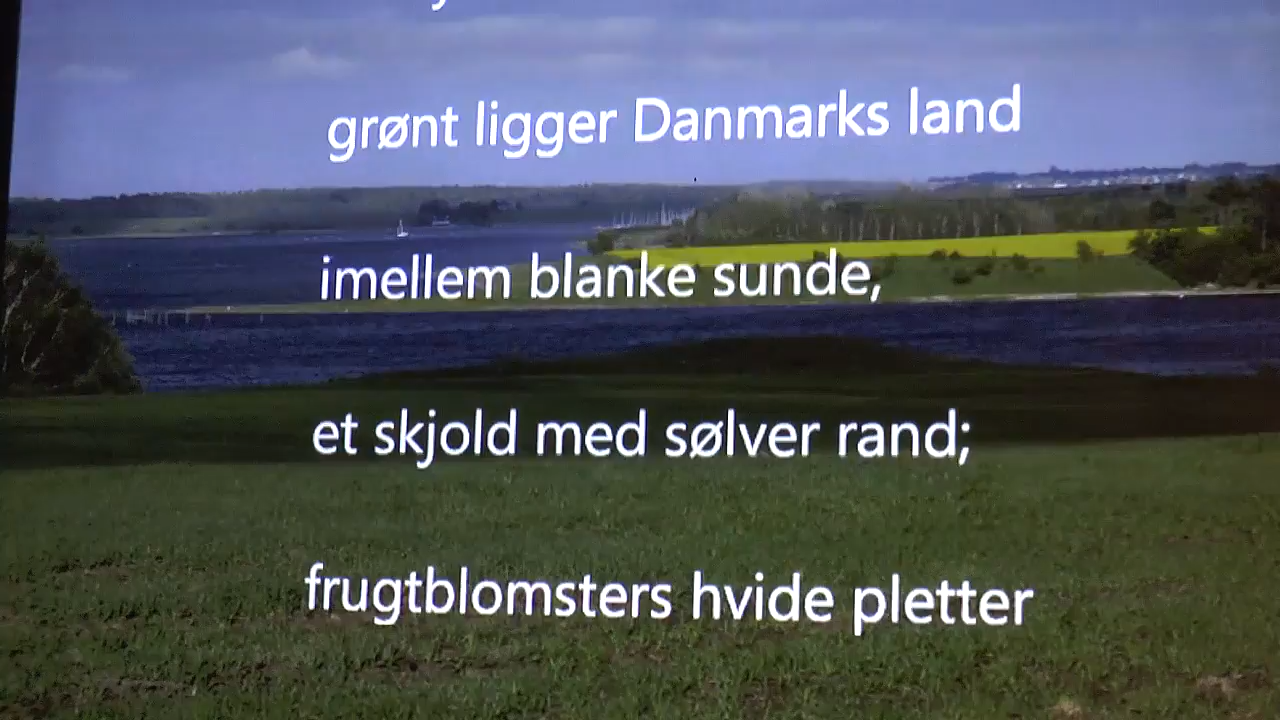 grønt ligger Danmarks land
imellem blanke sunde,
et skjold med sølver rand;
frugtblomsters hvide pletter